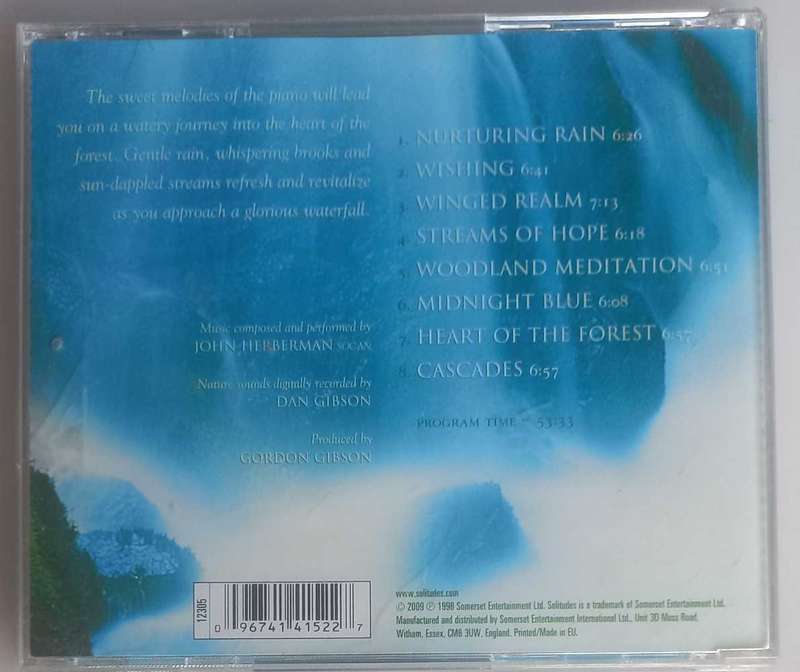 The sweet melodies of the piano will lead
you on a watery journey into the heart of the
forest. Gentle rain, whispering brooks and
sun-dappled streams refresh and revitalize
as you approach a glorious waterfall.
Music composed and performed by
JOHN HERBERMAN SOCAN
Nature sounds digitally recorded by
DAN GIBSON
Produced by
GORDON GIBSON
1. NURTURING RAIN 6:26
2. WISHING 6:41
3. WINGED REALM 7:13
4. STREAMS OF HOPE 6:18
5. WOODLAND MEDITATION 6:51
6. MIDNIGHT BLUE 6:08
7. HEART OF THE FOREST 6:57
8. CASCADES 6:57
PROGRAM TIME – 53:33
12305
0 96741 41522 7
www.solitudes.com
© 2009 ℗ 1998 Somerset Entertainment Ltd. Solitudes is a trademark of Somerset Entertainment Ltd.
Manufactured and distributed by Somerset Entertainment International Ltd., Unit 3D Moss Road,
Witham, Essex, CM8 3UW, England. Printed/Made in EU.